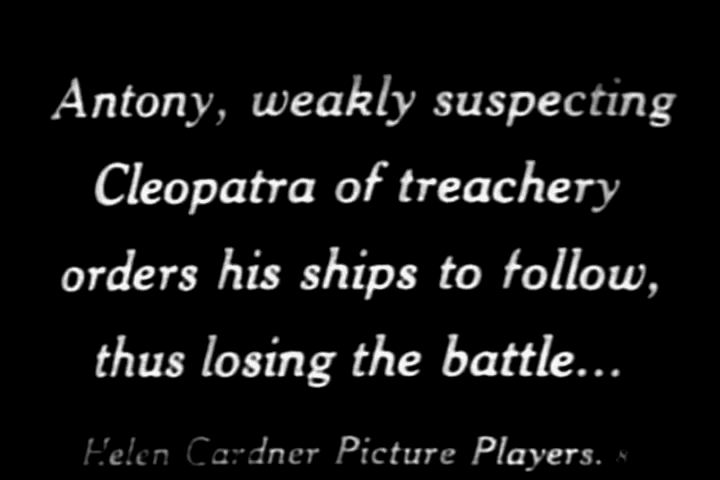 Antony, weakly suspecting
Cleopatra of treachery
orders his ships to follow,
thus losing the battle...
Helen Gardner Picture Players. 8